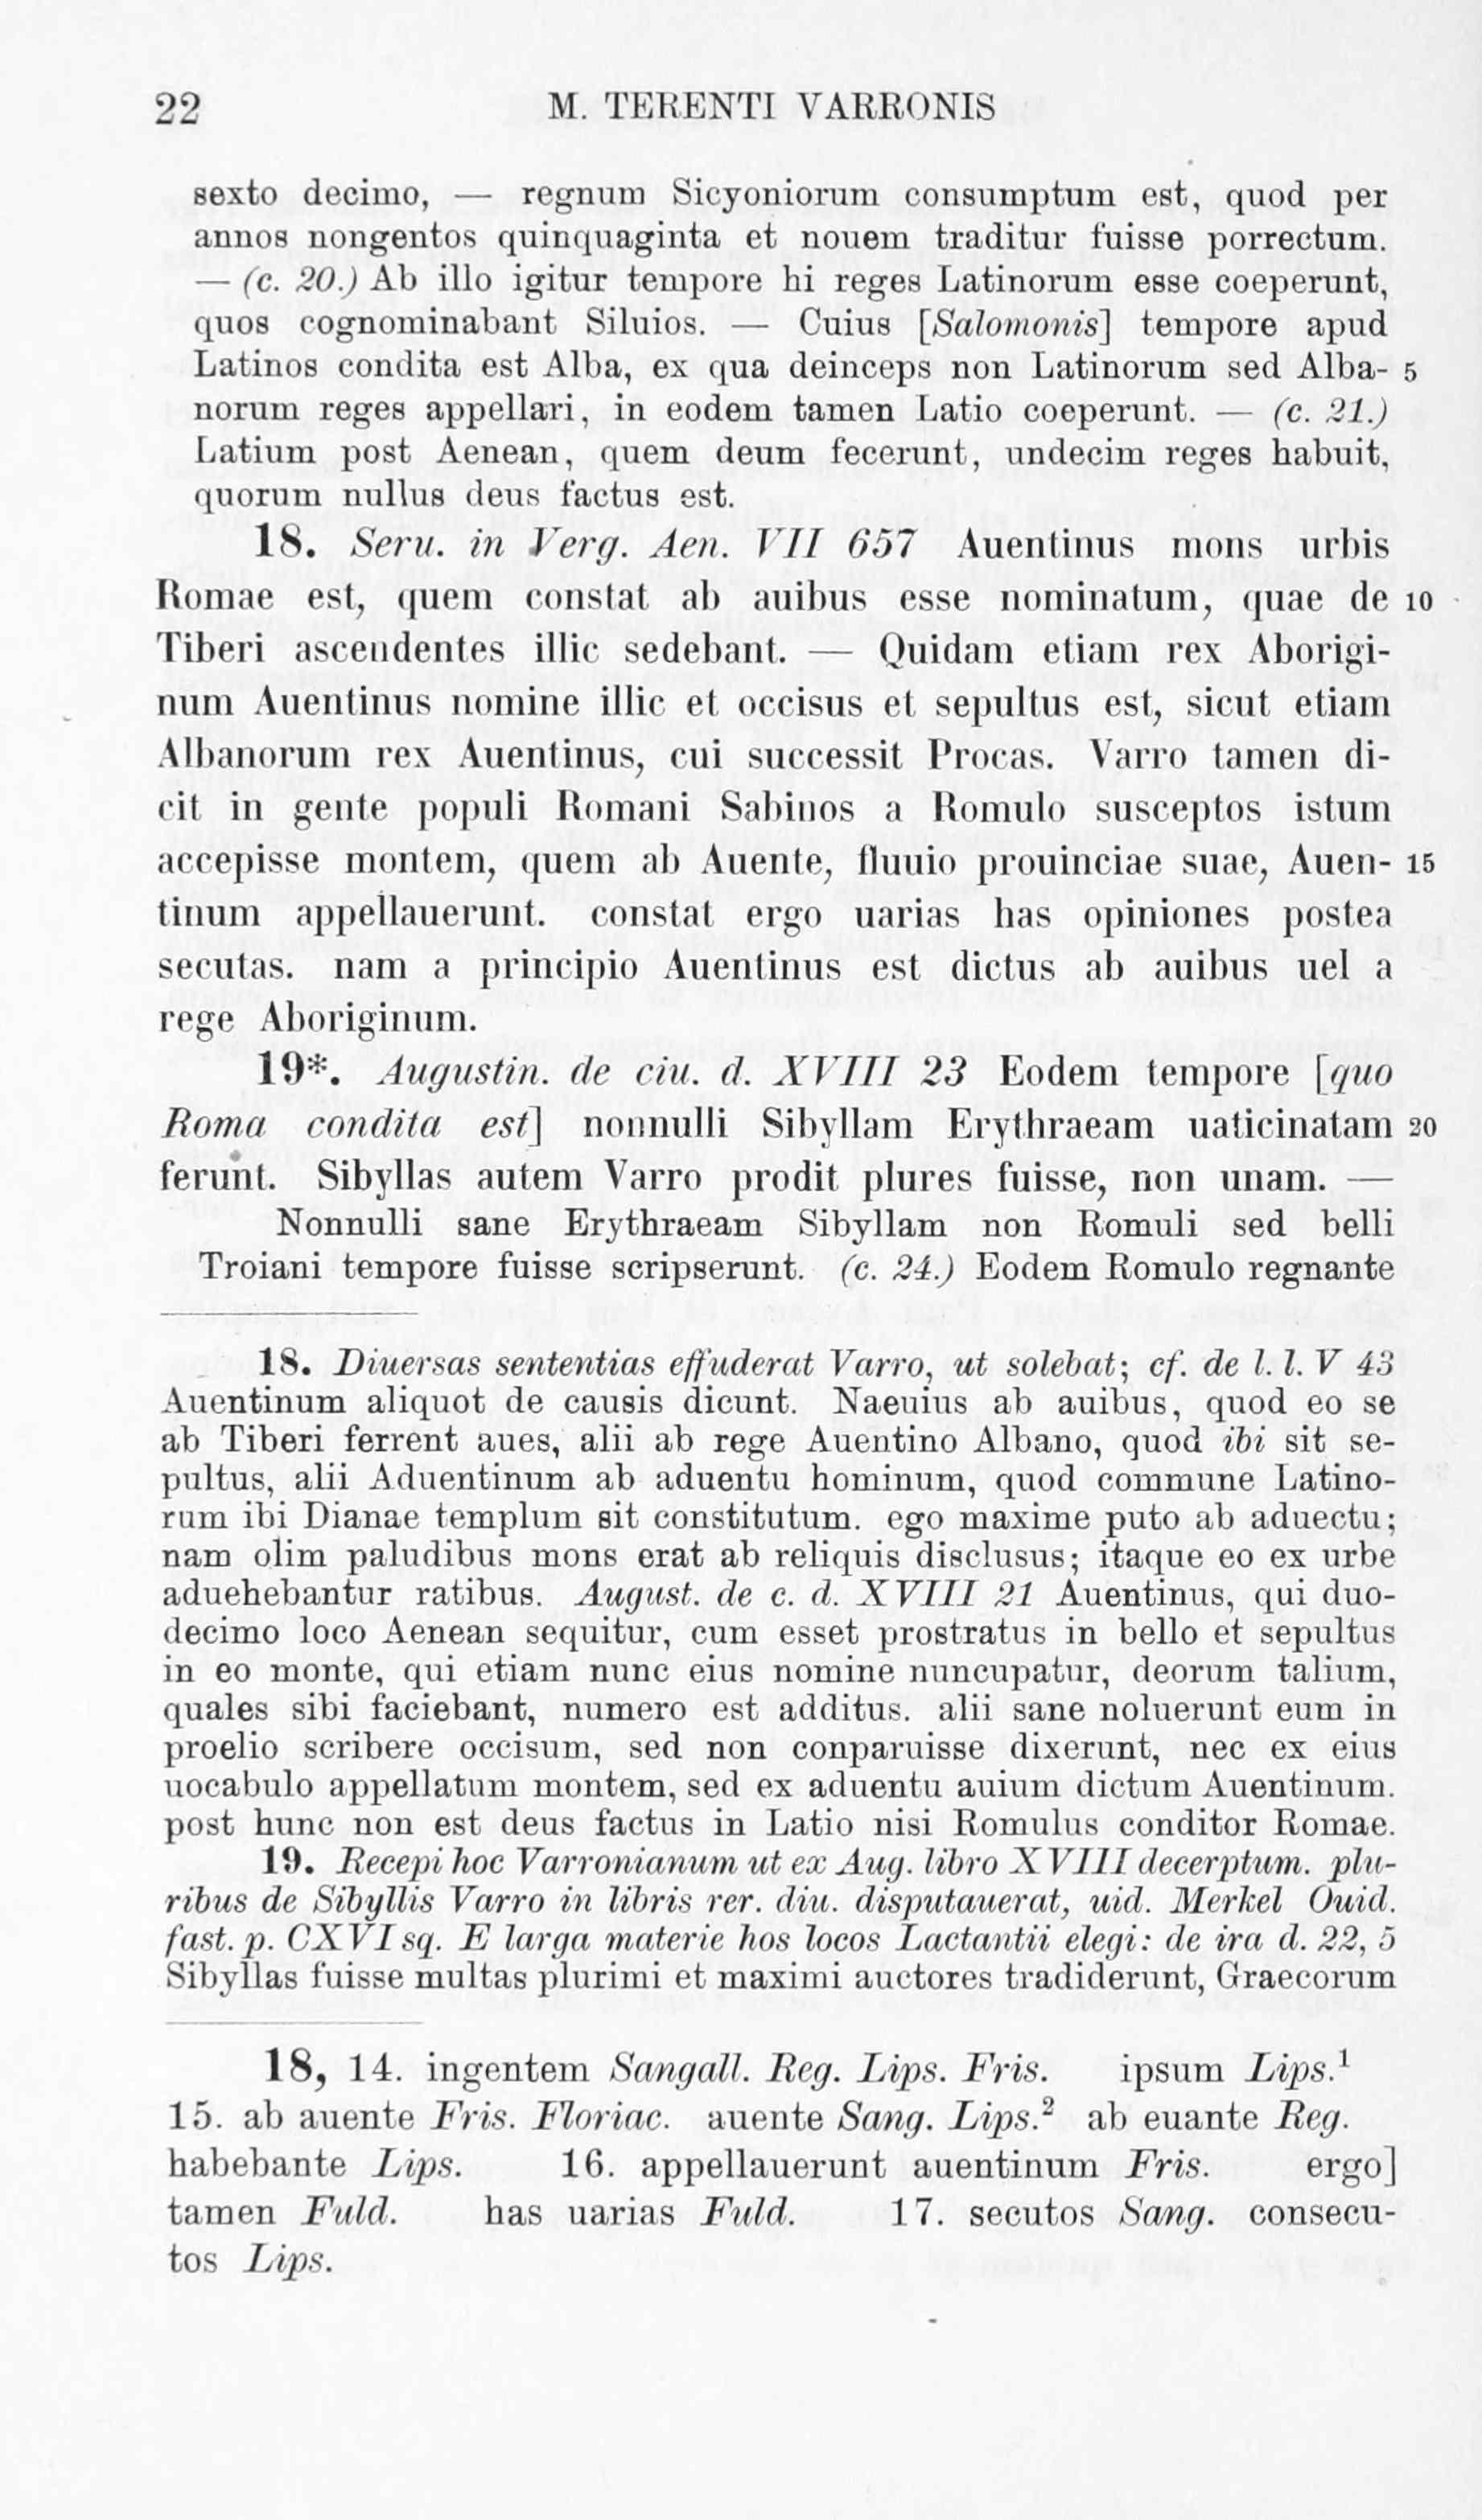 22 M. TERENTI VARRONIS
sexto decimo, — regnum Sicyoniorum consumptum est, quod per
annos nongentos quinquaginta et nouem traditur fuisse porrectum.
— (c. 20.) Ab illo igitur tempore hi reges Latinorum esse coeperunt,
quos cognominabant Siluios. — Cuius [Salomonis] tempore apud
Latinos condita est Alba, ex qua deinceps non Latinorum sed Alba- 5
norum reges appellari, in eodem tamen Latio coeperunt. — (c. 21.)
Latium post Aenean, quem deum fecerunt, undecim reges habuit,
quorum nullus deus factus est.
18. Seru. in Verg. Aen. VII 657 Auentinus mons urbis
Romae est, quem constat ab auibus esse nominatum, quae de 10
Tiberi ascendentes illic sedebant. — Quidam etiam rex Aborigi-
num Auentinus nomine illic et occisus et sepultus est, sicut etiam
Albanorum rex Auentinus, cui successit Procas. Varro tamen di-
cit in gente populi Romani Sabinos a Romulo susceptos istum
accepisse montem, quem ab Auente, fluuio prouinciae suae, Auen- 15
tinum appellauerunt. constat ergo uarias has opiniones postea
secutas. nam a principio Auentinus est dictus ab auibus uel a
rege Aboriginum.
19*. Augustin. de ciu. d. XVIII 23 Eodem tempore [quo
Roma condita est] nonnulli Sibyllam Erythraeam uaticinatam 20
ferunt. Sibyllas autem Varro prodit plures fuisse, non unam. —
Nonnulli sane Erythraeam Sibyllam non Romuli sed belli
Troiani tempore fuisse scripserunt. (c. 24.) Eodem Romulo regnante
18. Diuersas sententias effuderat Varro, ut solebat; cf. de l. l. V 43
Auentinum aliquot de causis dicunt. Naeuius ab auibus, quod eo se
ab Tiberi ferrent aues, alii ab rege Auentino Albano, quod ibi sit se-
pultus, alii Aduentinum ab aduentu hominum, quod commune Latino-
rum ibi Dianae templum sit constitutum. ego maxime puto ab aduectu;
nam olim paludibus mons erat ab reliquis disclusus; itaque eo ex urbe
aduehebantur ratibus. August. de c. d. XVIII 21 Auentinus, qui duo-
decimo loco Aenean sequitur, cum esset prostratus in bello et sepultus
in eo monte, qui etiam nunc eius nomine nuncupatur, deorum talium,
quales sibi faciebant, numero est additus. alii sane noluerunt eum in
proelio scribere occisum, sed non conparuisse dixerunt, nec ex eius
uocabulo appellatum montem, sed ex aduentu auium dictum Auentinum.
post hunc non est deus factus in Latio nisi Romulus conditor Romae.
19. Recepi hoc Varronianum ut ex Aug. libro XVIII decerptum. plu-
ribus de Sibyllis Varro in libris rer. diu. disputauerat, uid. Merkel Ouid.
fast. p. CXVI sq. E larga materie hos locos Lactantii elegi: de ira d. 22, 5
Sibyllas fuisse multas plurimi et maximi auctores tradiderunt, Graecorum
18, 14. ingentem Sangall. Reg. Lips. Fris. ipsum Lips.¹
15. ab auente Fris. Floriac. auente Sang. Lips.² ab euante Reg.
habebante Lips. 16. appellauerunt auentinum Fris. ergo]
tamen Fuld. has uarias Fuld. 17. secutos Sang. consecu-
tos Lips.